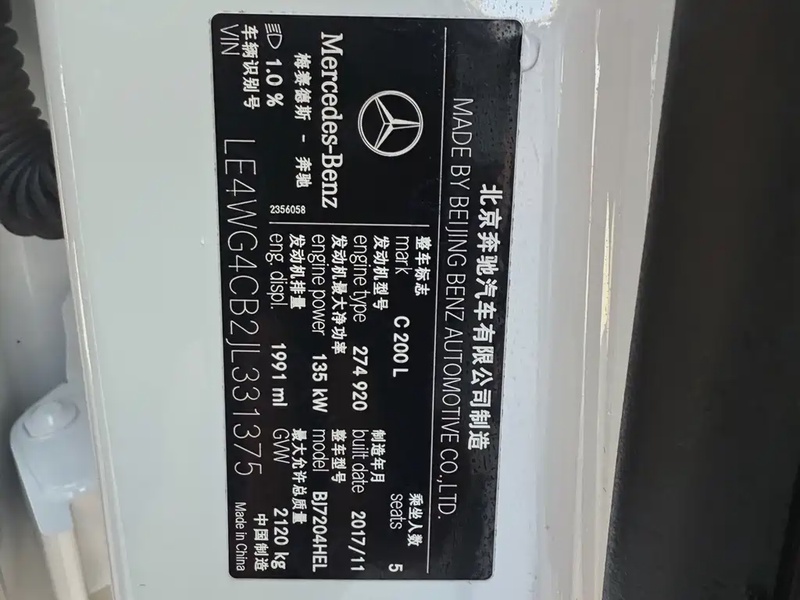 北京奔驰汽车有限公司制造
MADE BY BEIJING BENZ AUTOMOTIVE CO.,LTD.
Mercedes-Benz
梅赛德斯 - 奔驰
1.0 %
2356058
整车标志 乘坐人数
mark C 200 L seats 5
发动机型号 制造年月
engine type 274 920 built date 2017/11
发动机最大净功率 整车型号
engine power 135 kW model BJ7204HEL
发动机排量 最大允许总质量
eng. displ. 1991 ml GVW 2120 kg
车辆识别号
VIN LE4WG4CB2JL331375
中国制造
Made in China